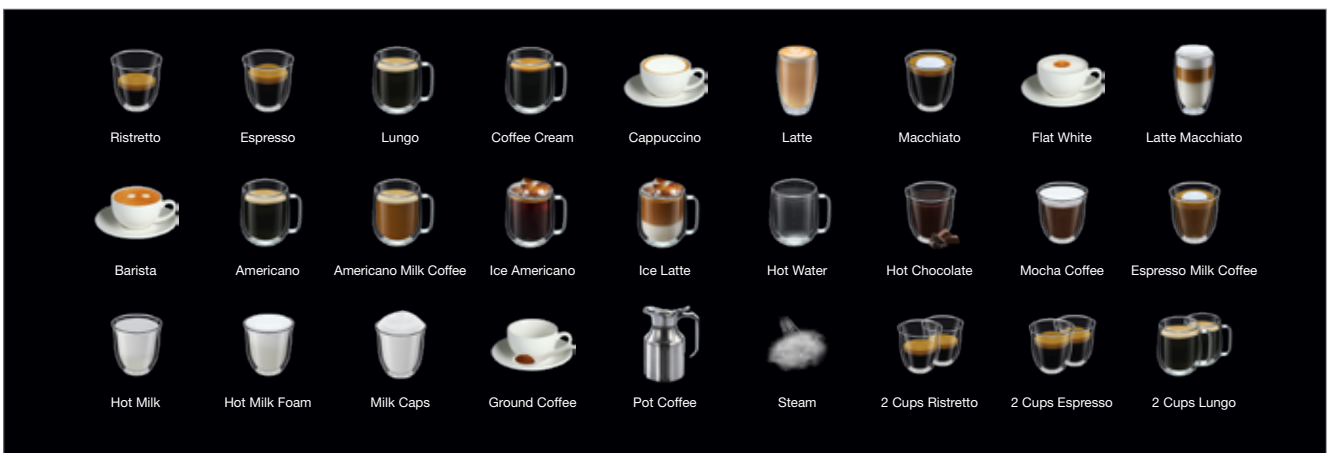 Ristretto
Espresso
Lungo
Coffee Cream
Cappuccino
Latte
Macchiato
Flat White
Latte Macchiato
Barista
Americano
Americano Milk Coffee
Ice Americano
Ice Latte
Hot Water
Hot Chocolate
Mocha Coffee
Espresso Milk Coffee
Hot Milk
Hot Milk Foam
Milk Caps
Ground Coffee
Pot Coffee
Steam
2 Cups Ristretto
2 Cups Espresso
2 Cups Lungo